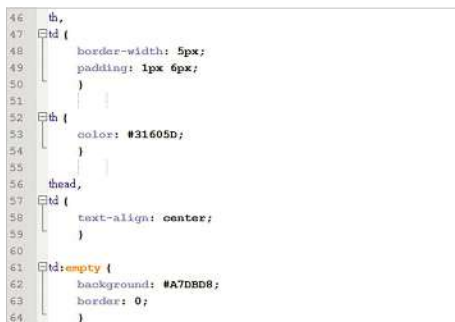 46 th,
47 td {
48 border-width: 5px;
49 padding: 1px 6px;
50 }
51
52 th {
53 color: #31605D;
54 }
55
56 thead,
57 td {
58 text-align: center;
59 }
60
61 td:empty {
62 background: #A7DBD8;
63 border: 0;
64 }